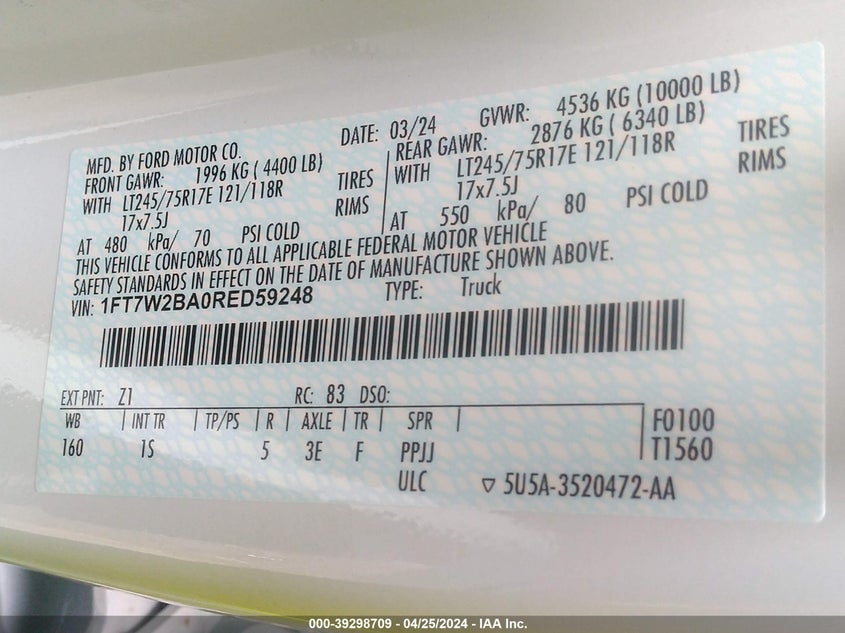 MFD. BY FORD MOTOR CO. DATE: 03/24 GVWR: 4536 KG (10000 LB)
FRONT GAWR: 1996 KG ( 4400 LB) REAR GAWR: 2876 KG ( 6340 LB)
WITH LT245/75R17E 121/118R TIRES WITH LT245/75R17E 121/118R TIRES
17x7.5J RIMS 17x7.5J RIMS
AT 480 kPa/ 70 PSI COLD AT 550 kPa/ 80 PSI COLD
THIS VEHICLE CONFORMS TO ALL APPLICABLE FEDERAL MOTOR VEHICLE
SAFETY STANDARDS IN EFFECT ON THE DATE OF MANUFACTURE SHOWN ABOVE.
VIN: 1FT7W2BA0RED59248 TYPE: Truck
EXT PNT: Z1 RC: 83 DSO:
WB INT TR TP/PS R AXLE TR SPR F0100
160 1S 5 3E F PPJJ T1560
ULC ▽ 5U5A-3520472-AA
000-39298709 - 04/25/2024 - IAA Inc.